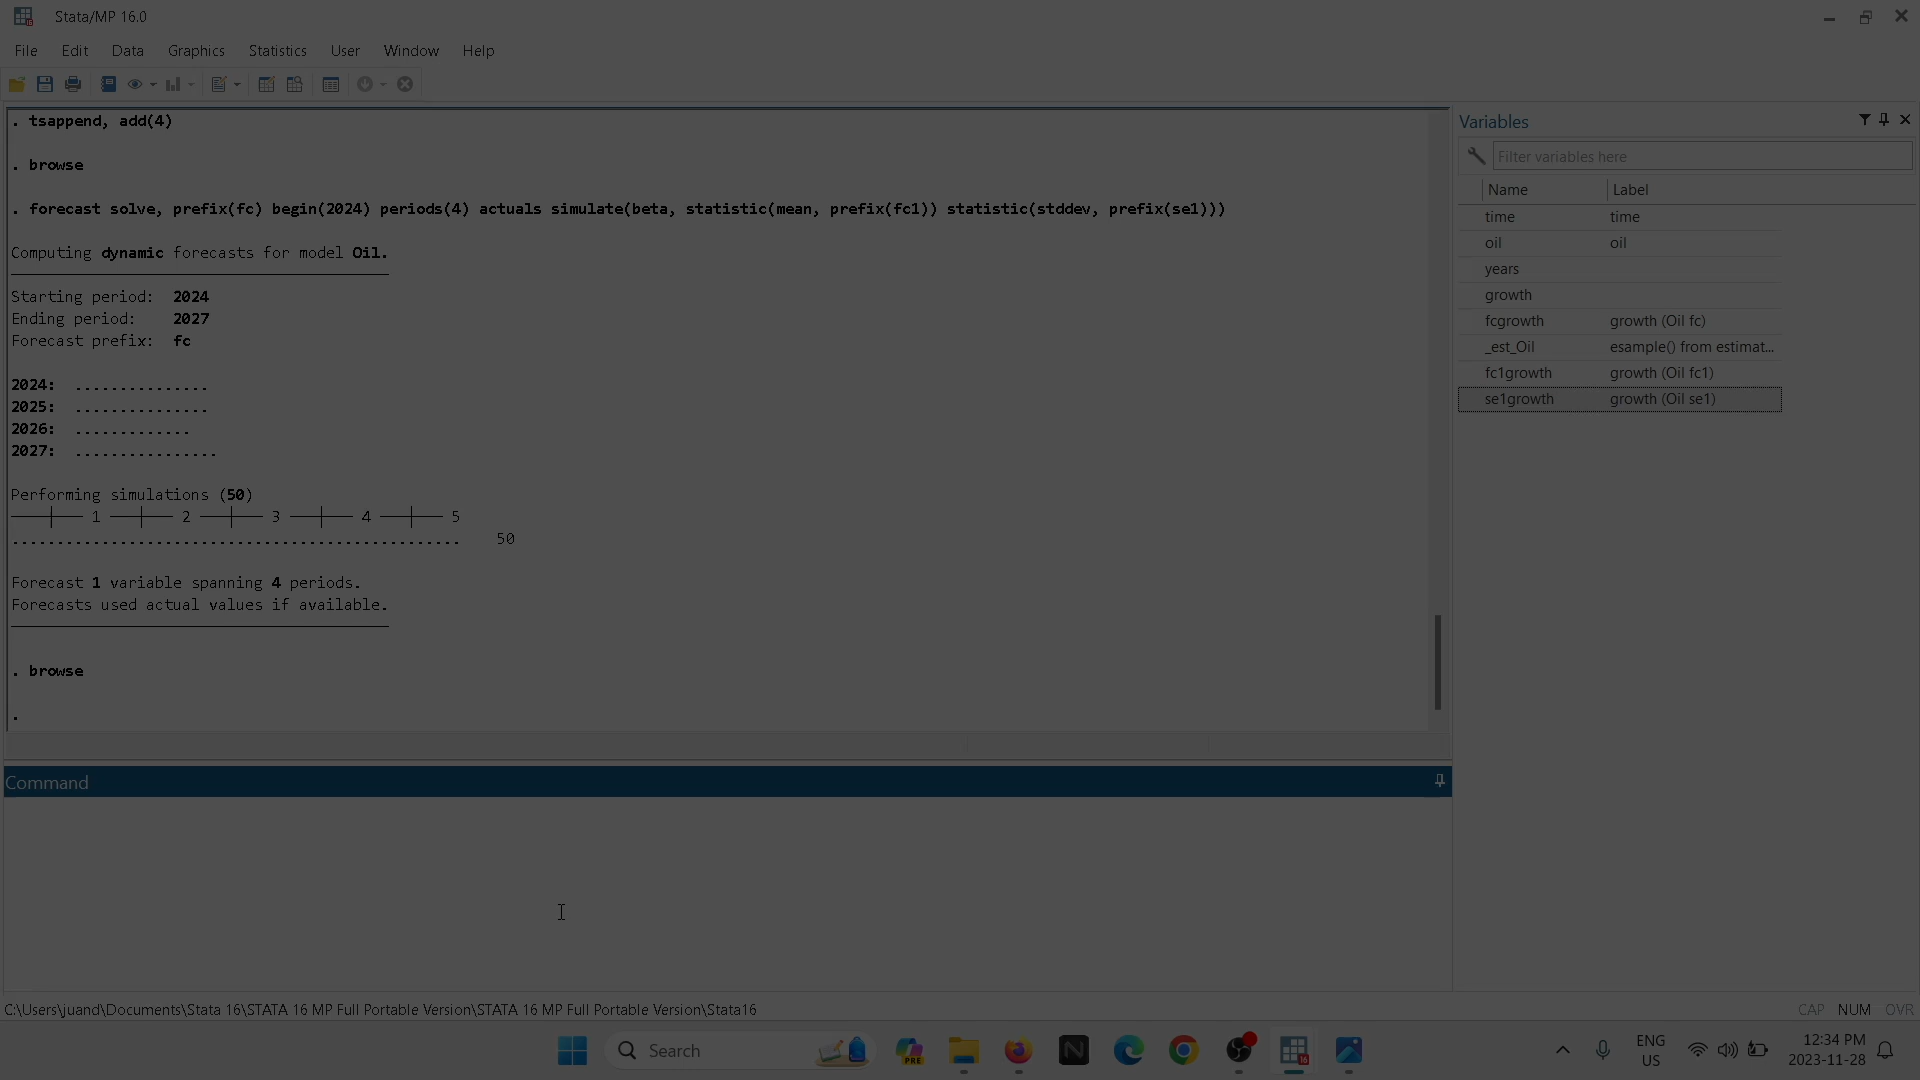 Stata/MP 16.0
File Edit Data Graphics Statistics User Window Help
. tsappend, add(4)
. browse
. forecast solve, prefix(fc) begin(2024) periods(4) actuals simulate(beta, statistic(mean, prefix(fc1)) statistic(stddev, prefix(se1)))
Computing dynamic forecasts for model Oil.
Starting period: 2024
Ending period: 2027
Forecast prefix: fc
2024: ...............
2025: ...............
2026: .............
2027: ................
Performing simulations (50)
1 2 3 4 5
.................................................. 50
Forecast 1 variable spanning 4 periods.
Forecasts used actual values if available.
. browse
.
Command
Variables
Filter variables here
Name Label
time time
oil oil
years
growth
fcgrowth growth (Oil fc)
_est_Oil esample() from estimat...
fc1growth growth (Oil fc1)
se1growth growth (Oil se1)
C:\Users\juand\Documents\Stata 16\STATA 16 MP Full Portable Version\STATA 16 MP Full Portable Version\Stata16
CAP NUM OVR
Search
PRE
16
ENG
US
12:34 PM
2023-11-28